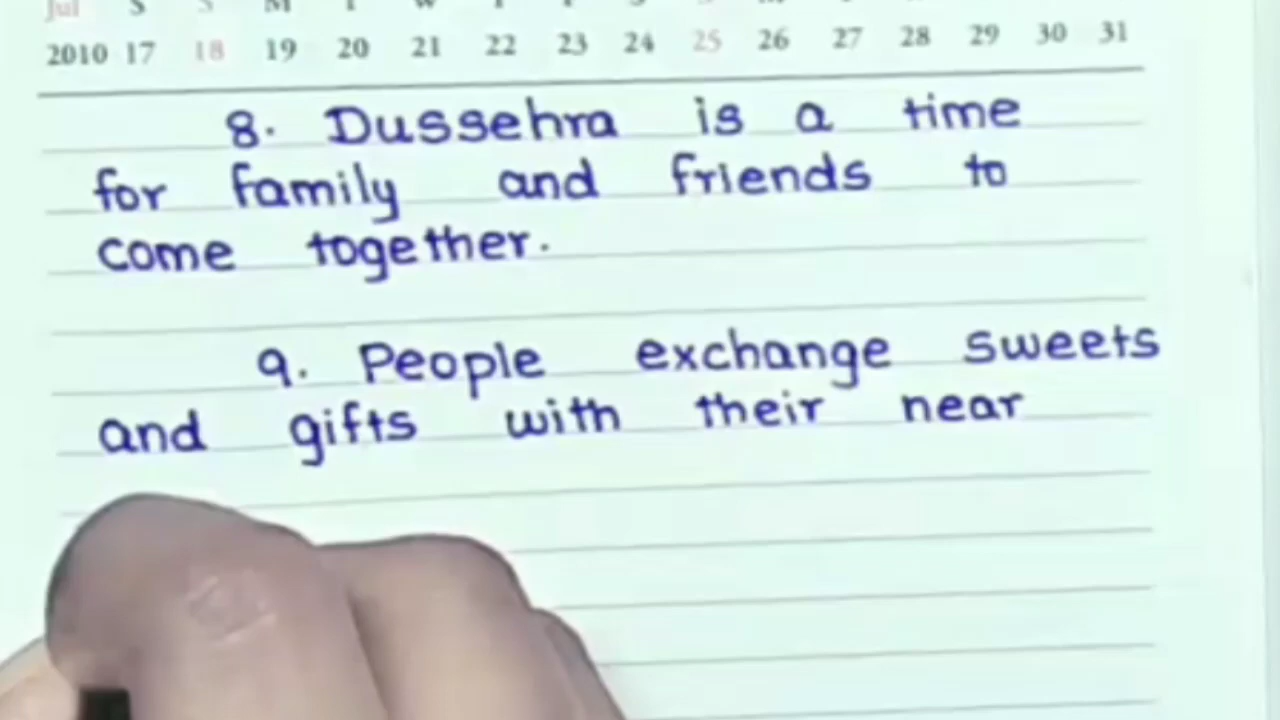 Jul S S M T W T F S S M
2010 17 18 19 20 21 22 23 24 25 26 27 28 29 30 31
8. Dussehra is a time
for family and friends to
come together.
9. People exchange sweets
and gifts with their near